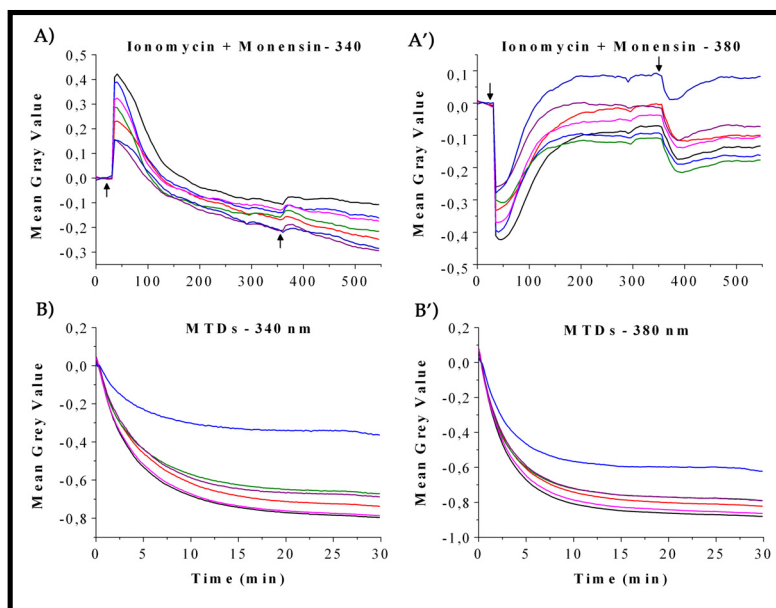 A)
Ionomycin + Monensin - 340
Mean Gray Value
0,5
0,4
0,3
0,2
0,1
0,0
-0,1
-0,2
-0,3
0 100 200 300 400 500
A')
Ionomycin + Monensin - 380
Mean Gray Value
0,1
0,0
-0,1
-0,2
-0,3
-0,4
-0,5
0 100 200 300 400 500
B)
MTDs - 340 nm
Mean Grey Value
0,2
0,0
-0,2
-0,4
-0,6
-0,8
0 5 10 15 20 25 30
Time (min)
B')
MTDs - 380 nm
Mean Grey Value
0,2
0,0
-0,2
-0,4
-0,6
-0,8
-1,0
0 5 10 15 20 25 30
Time (min)